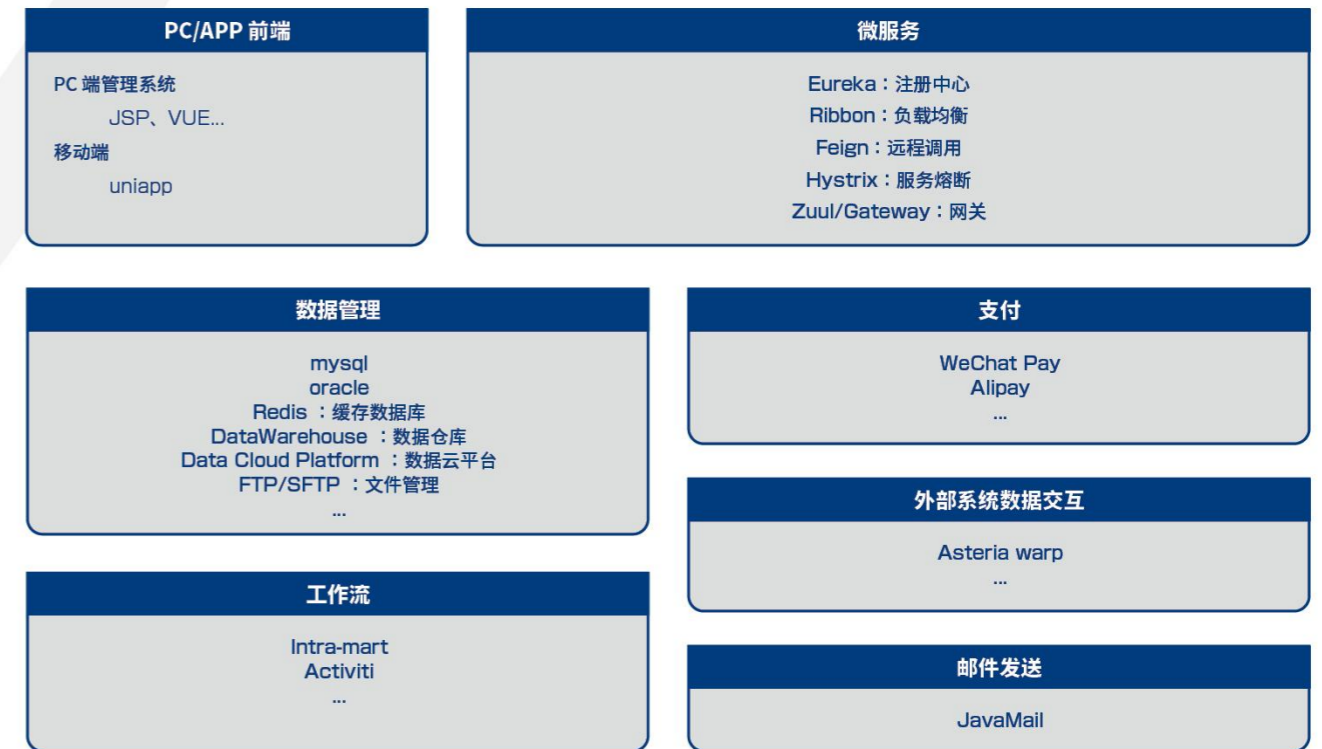 PC/APP 前端
PC 端管理系统
JSP、VUE...
移动端
uniapp
微服务
Eureka：注册中心
Ribbon：负载均衡
Feign：远程调用
Hystrix：服务熔断
Zuul/Gateway：网关
数据管理
mysql
oracle
Redis ：缓存数据库
DataWarehouse ：数据仓库
Data Cloud Platform ：数据云平台
FTP/SFTP ：文件管理
...
支付
WeChat Pay
Alipay
...
外部系统数据交互
Asteria warp
...
工作流
Intra-mart
Activiti
...
邮件发送
JavaMail